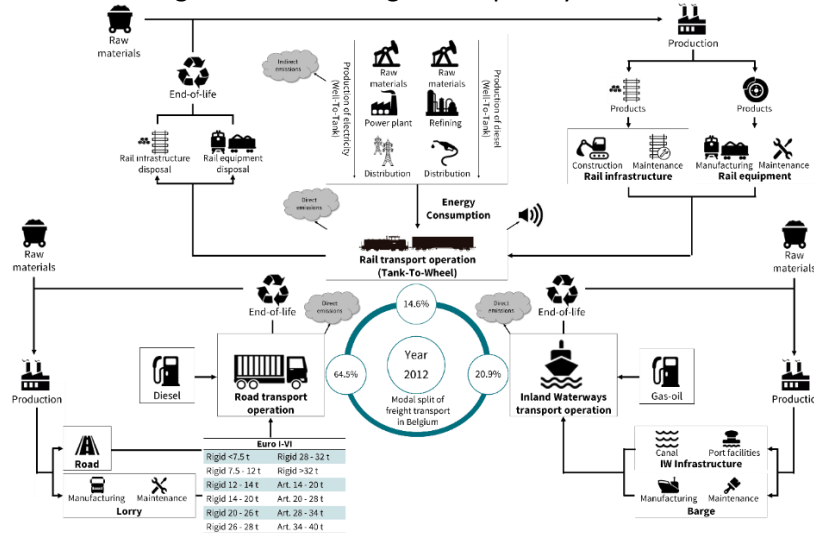 Raw
materials
Production
End-of-life
Rail infrastructure
disposal
Rail equipment
disposal
Indirect
emissions
Production of electricity
(Well-To-Tank)
Raw
materials
Power plant
Distribution
Raw
materials
Refining
Distribution
Production of diesel
(Well-To-Tank)
Products
Products
Construction
Maintenance
Rail infrastructure
Manufacturing
Maintenance
Rail equipment
Direct
emissions
Energy
Consumption
Rail transport operation
(Tank-To-Wheel)
Raw
materials
Raw
materials
End-of-life
Direct
emissions
14.6%
Direct
emissions
End-of-life
Production
Diesel
Road transport
operation
64.5%
Year
2012
20.9%
Modal split of
freight transport
in Belgium
Inland Waterways
transport operation
Gas-oil
Road
Manufacturing
Maintenance
Lorry
Euro I-VI
Rigid <7.5 t Rigid 28 - 32 t
Rigid 7.5 - 12 t Rigid >32 t
Rigid 12 - 14 t Art. 14 - 20 t
Rigid 14 - 20 t Art. 20 - 28 t
Rigid 20 - 26 t Art. 28 - 34 t
Rigid 26 - 28 t Art. 34 - 40 t
Canal
Port facilities
IW Infrastructure
Manufacturing
Maintenance
Barge